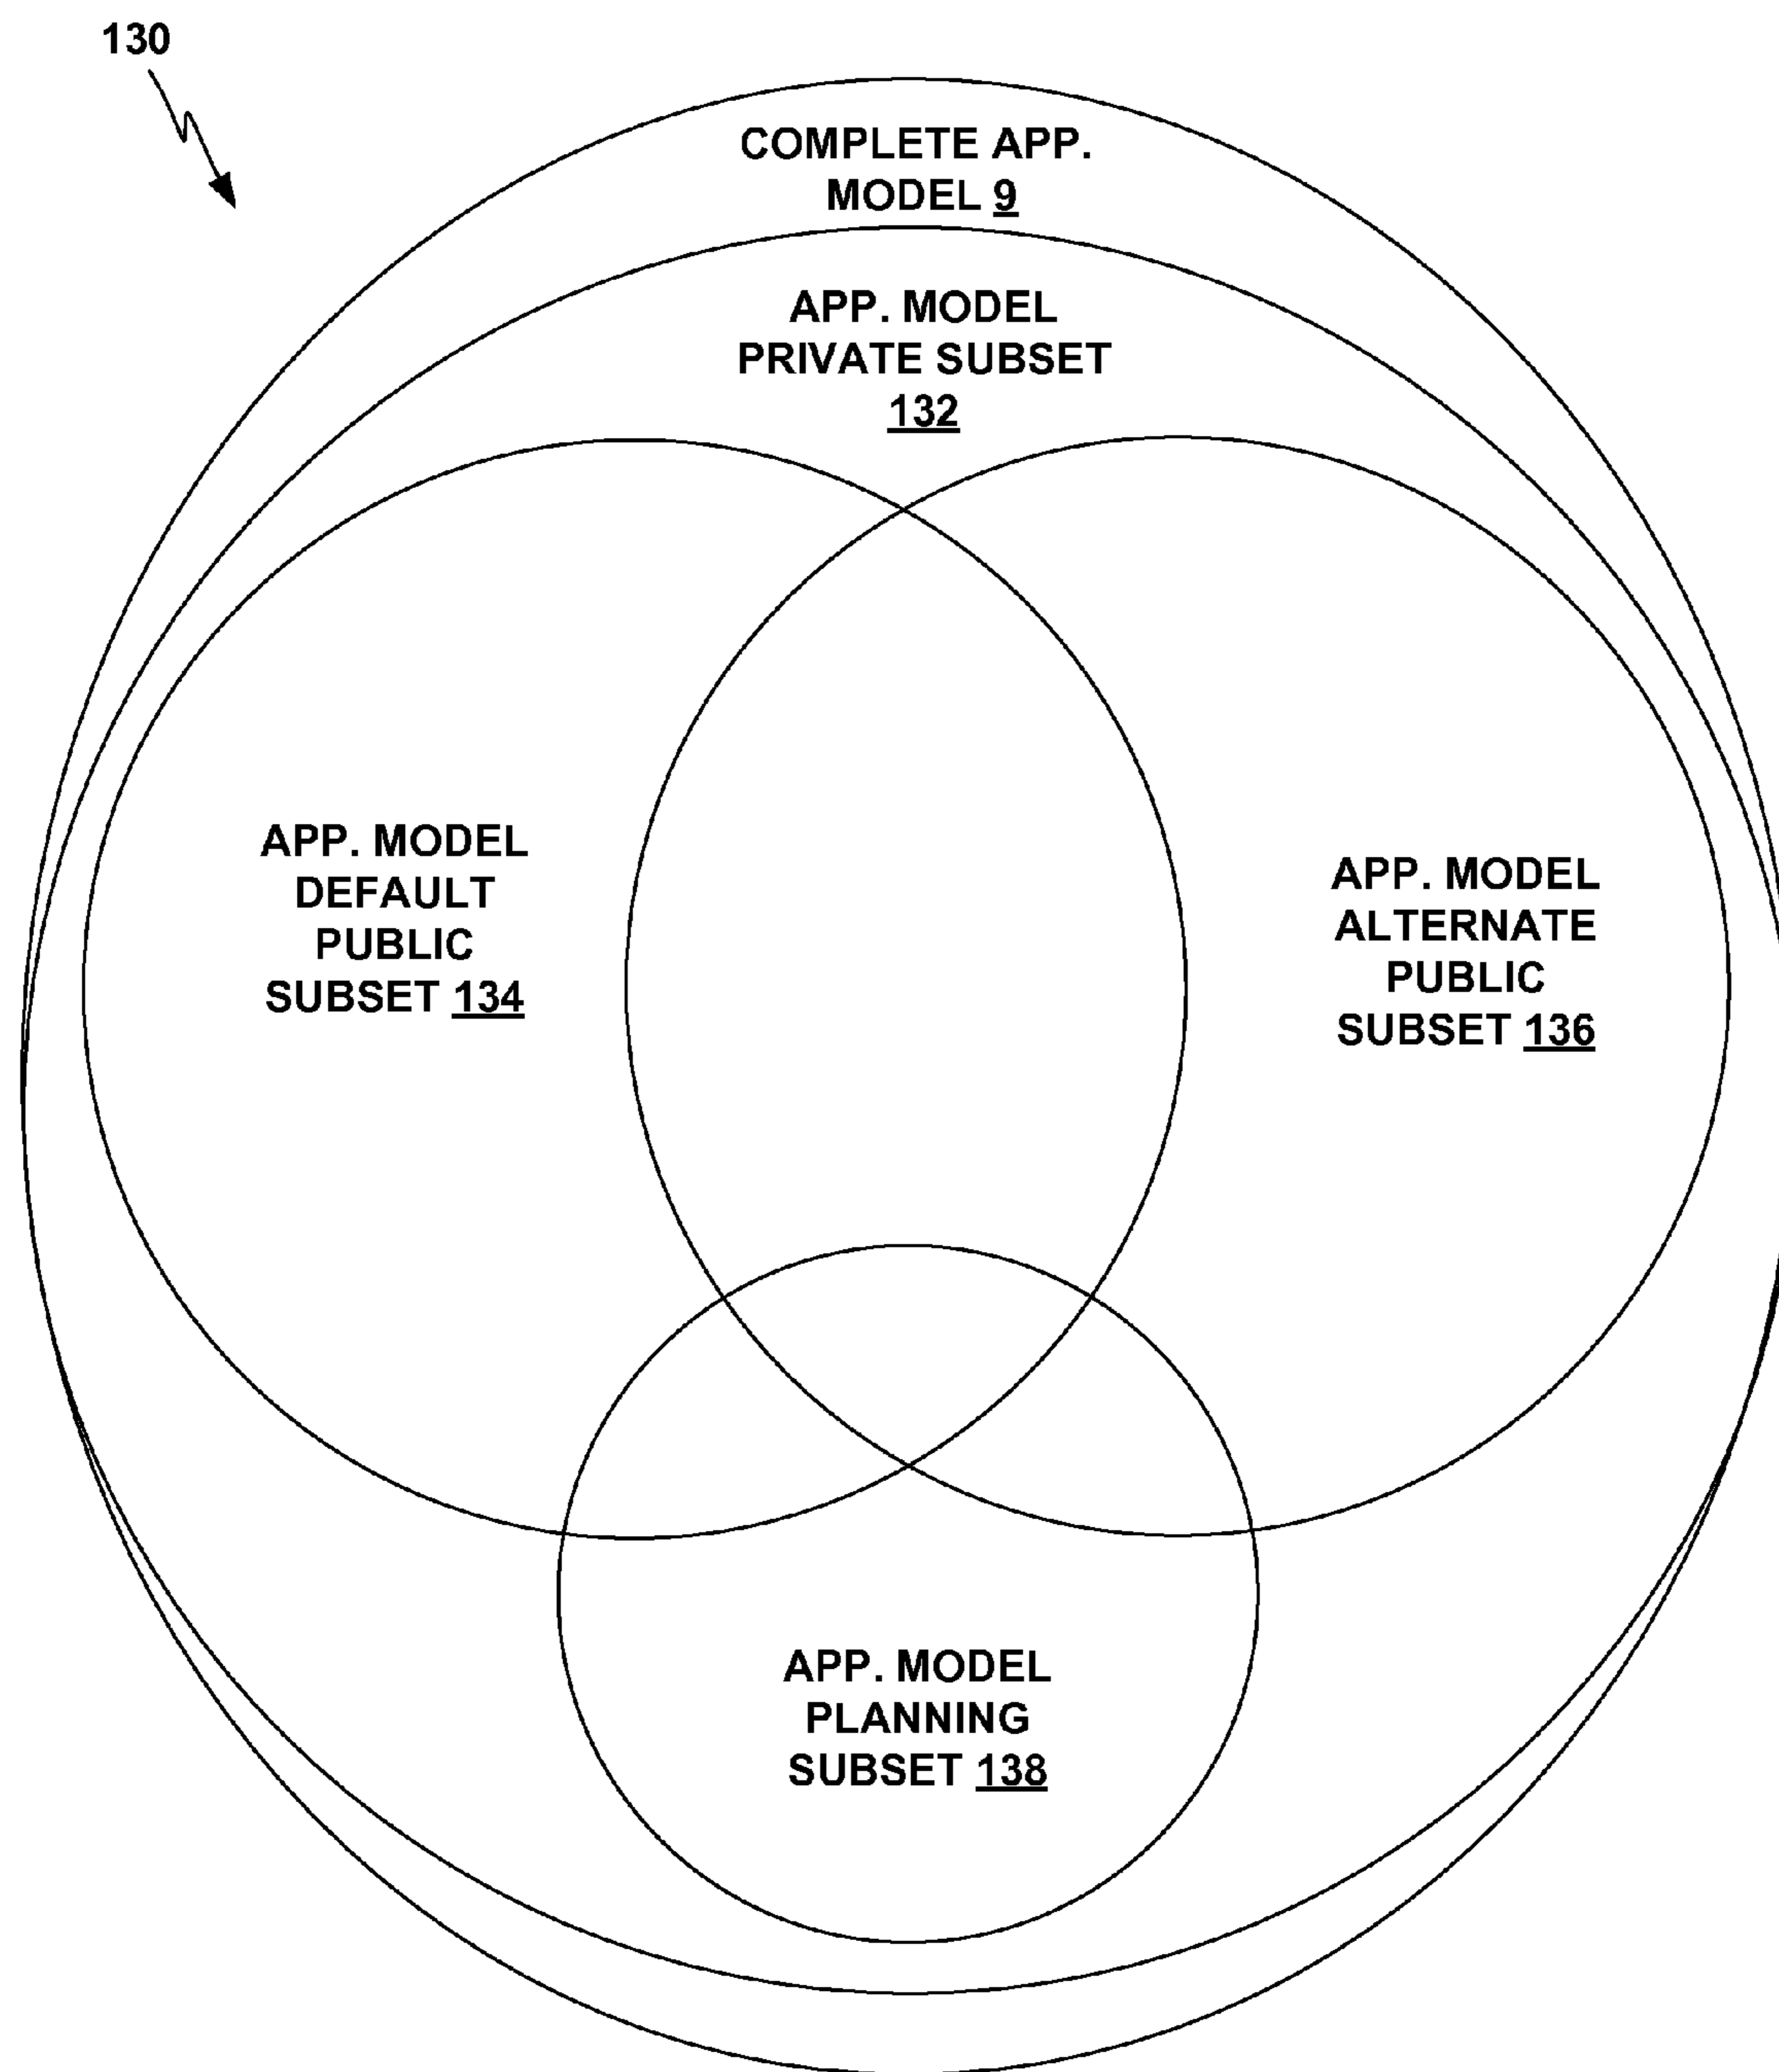 130
COMPLETE APP.
MODEL 9
APP. MODEL
PRIVATE SUBSET
132
APP. MODEL
DEFAULT
PUBLIC
SUBSET 134
APP. MODEL
ALTERNATE
PUBLIC
SUBSET 136
APP. MODEL
PLANNING
SUBSET 138